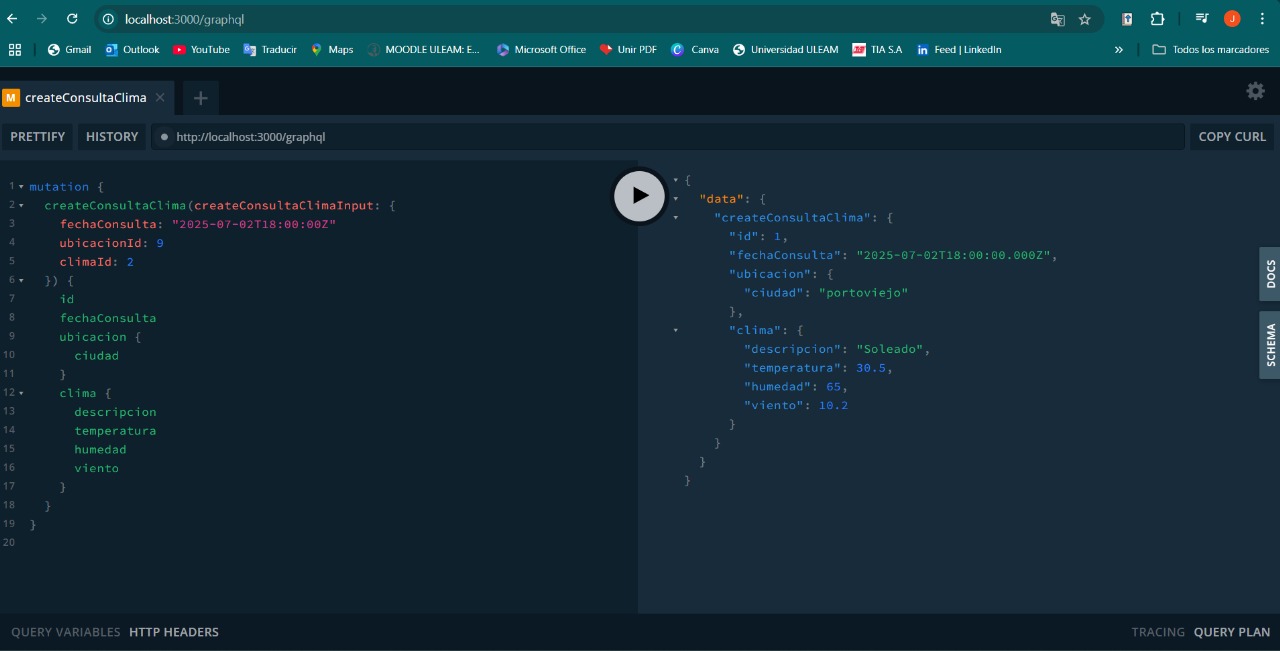 localhost:3000/graphql
Gmail Outlook YouTube Traducir Maps MOODLE ULEAM: E... Microsoft Office Unir PDF Canva Universidad ULEAM TIA S.A Feed | LinkedIn » Todos los marcadores
M createConsultaClima
PRETTIFY HISTORY http://localhost:3000/graphql COPY CURL
1 mutation {
2 createConsultaClima(createConsultaClimaInput: {
3 fechaConsulta: "2025-07-02T18:00:00Z"
4 ubicacionId: 9
5 climaId: 2
6 }) {
7 id
8 fechaConsulta
9 ubicacion {
10 ciudad
11 }
12 clima {
13 descripcion
14 temperatura
15 humedad
16 viento
17 }
18 }
19 }
20
{
"data": {
"createConsultaClima": {
"id": 1,
"fechaConsulta": "2025-07-02T18:00:00.000Z",
"ubicacion": {
"ciudad": "portoviejo"
},
"clima": {
"descripcion": "Soleado",
"temperatura": 30.5,
"humedad": 65,
"viento": 10.2
}
}
}
}
DOCS
SCHEMA
QUERY VARIABLES HTTP HEADERS
TRACING QUERY PLAN